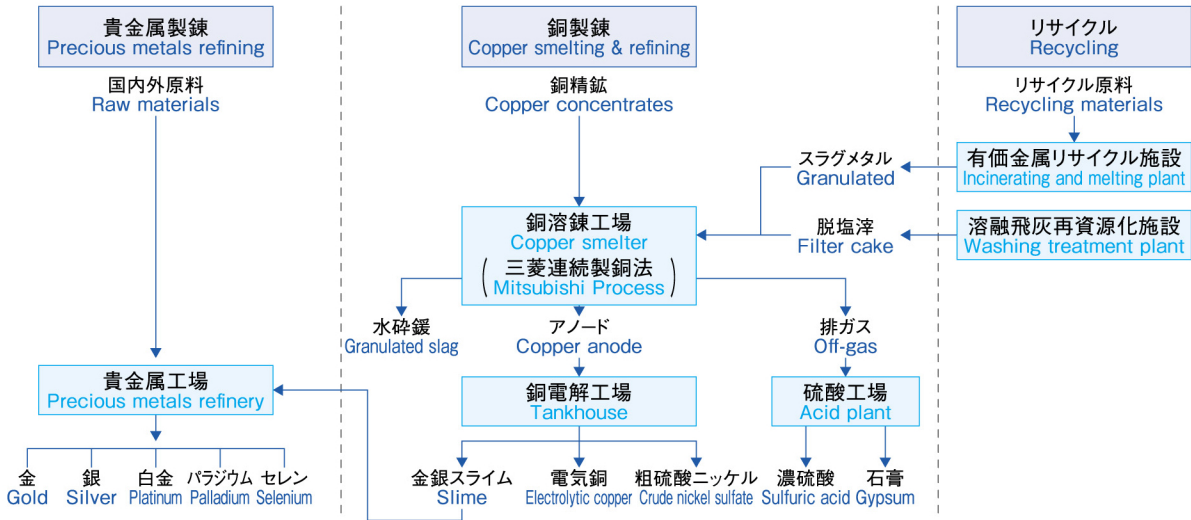 貴金属製錬
Precious metals refining
国内外原料
Raw materials
貴金属工場
Precious metals refinery
金
Gold
銀
Silver
白金
Platinum
パラジウム
Palladium
セレン
Selenium
銅製錬
Copper smelting & refining
銅精鉱
Copper concentrates
銅溶錬工場
Copper smelter
(三菱連続製銅法
Mitsubishi Process)
水砕鍰
Granulated slag
アノード
Copper anode
排ガス
Off-gas
銅電解工場
Tankhouse
硫酸工場
Acid plant
金銀スライム
Slime
電気銅
Electrolytic copper
粗硫酸ニッケル
Crude nickel sulfate
濃硫酸
Sulfuric acid
石膏
Gypsum
リサイクル
Recycling
リサイクル原料
Recycling materials
有価金属リサイクル施設
Incinerating and melting plant
スラグメタル
Granulated
溶融飛灰再資源化施設
Washing treatment plant
脱塩滓
Filter cake